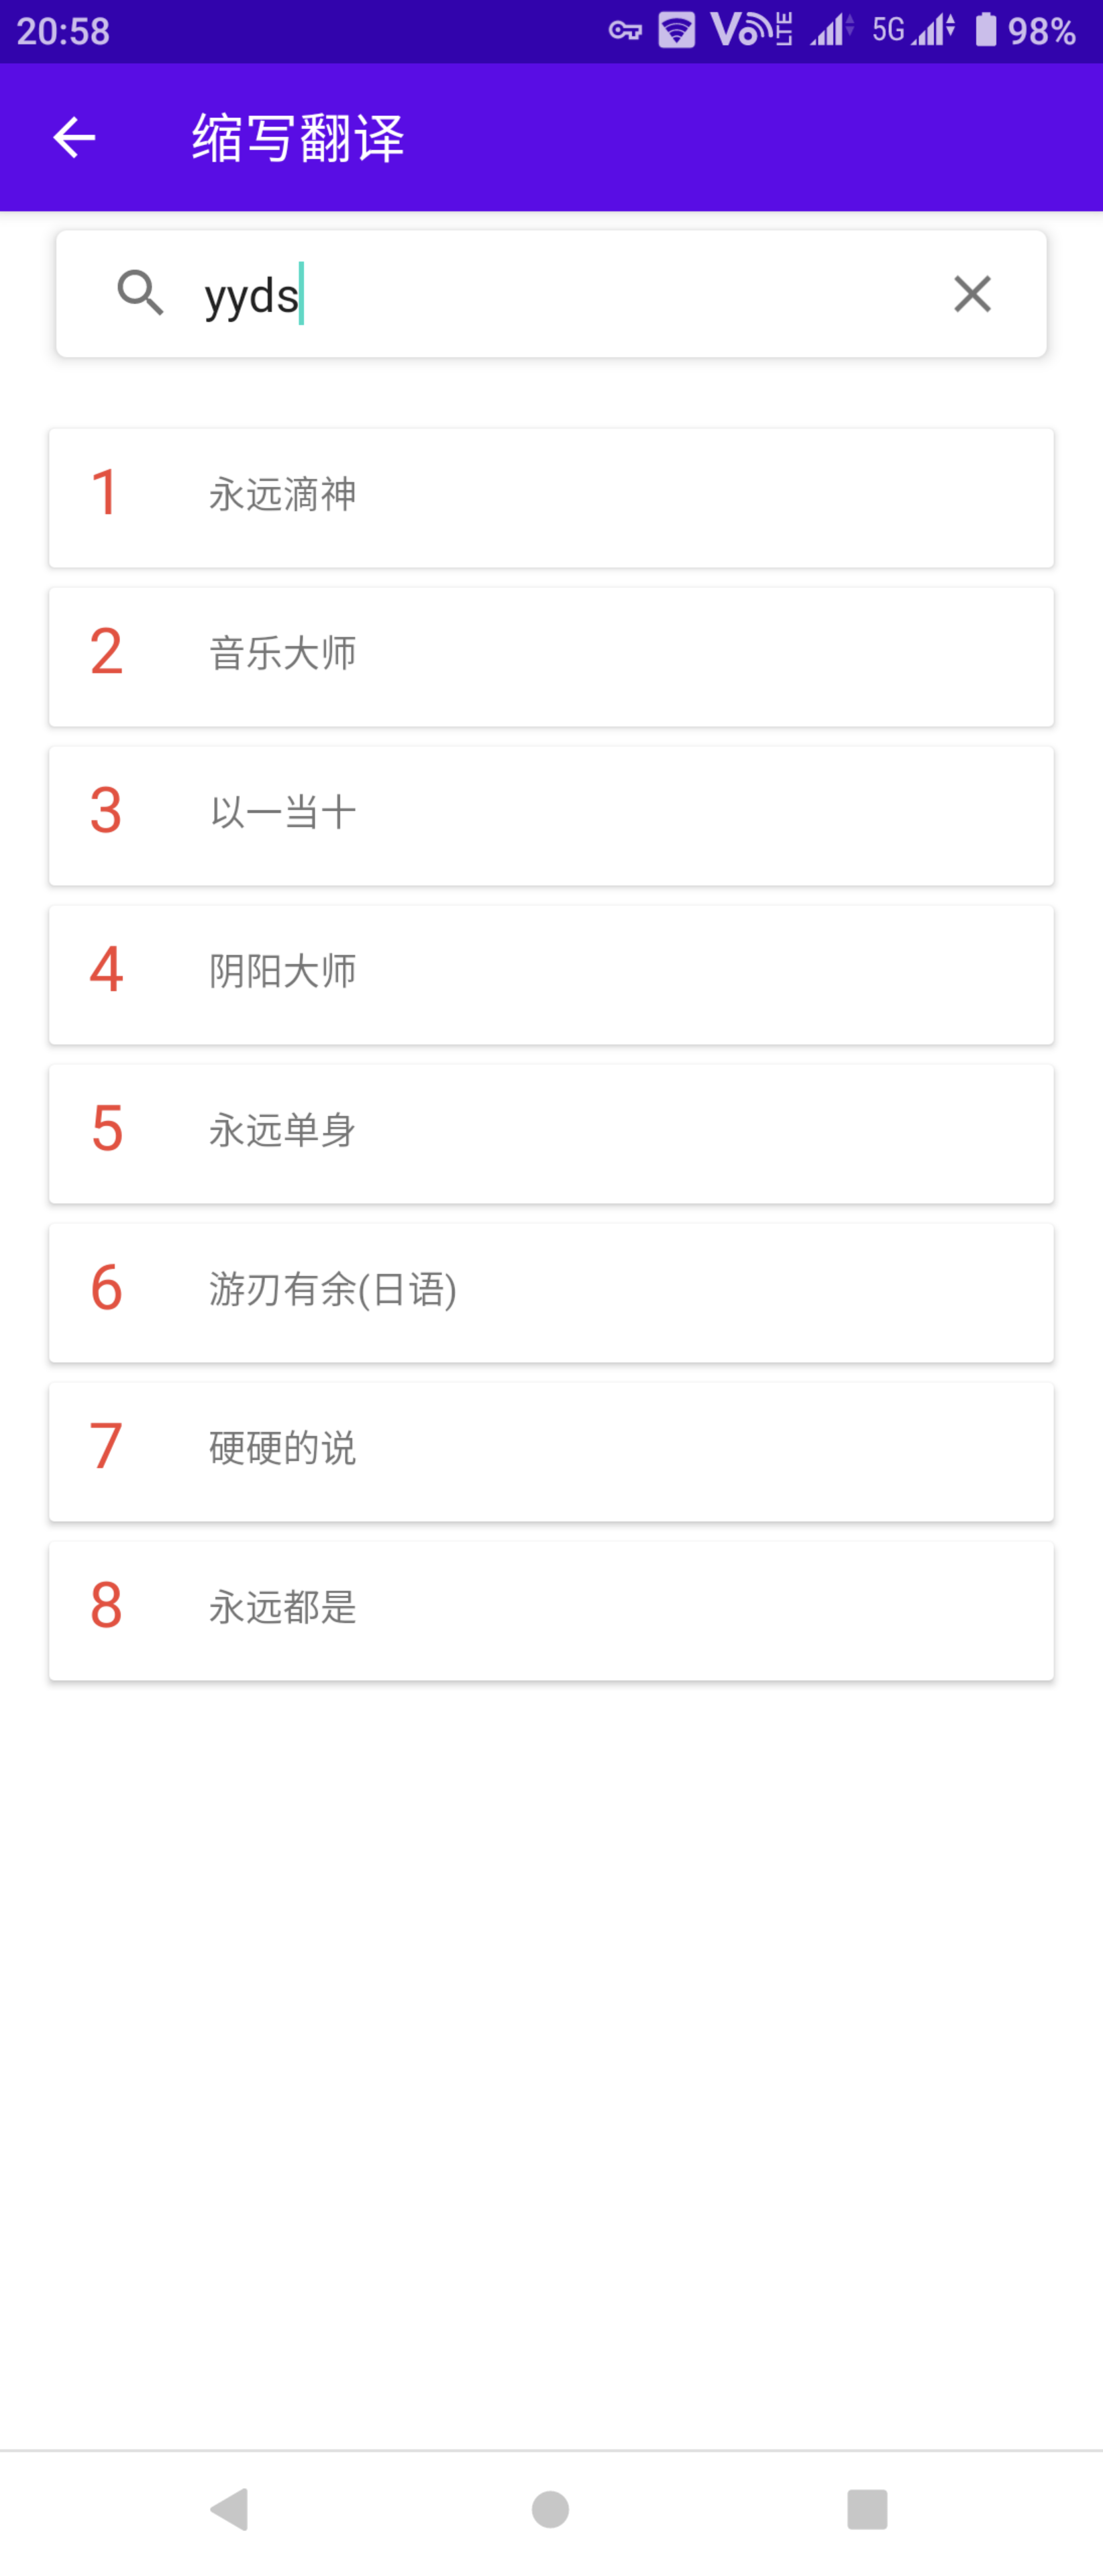 20:58
VoLTE
5G
98%
缩写翻译
yyds
1
永远滴神
2
音乐大师
3
以一当十
4
阴阳大师
5
永远单身
6
游刃有余(日语)
7
硬硬的说
8
永远都是